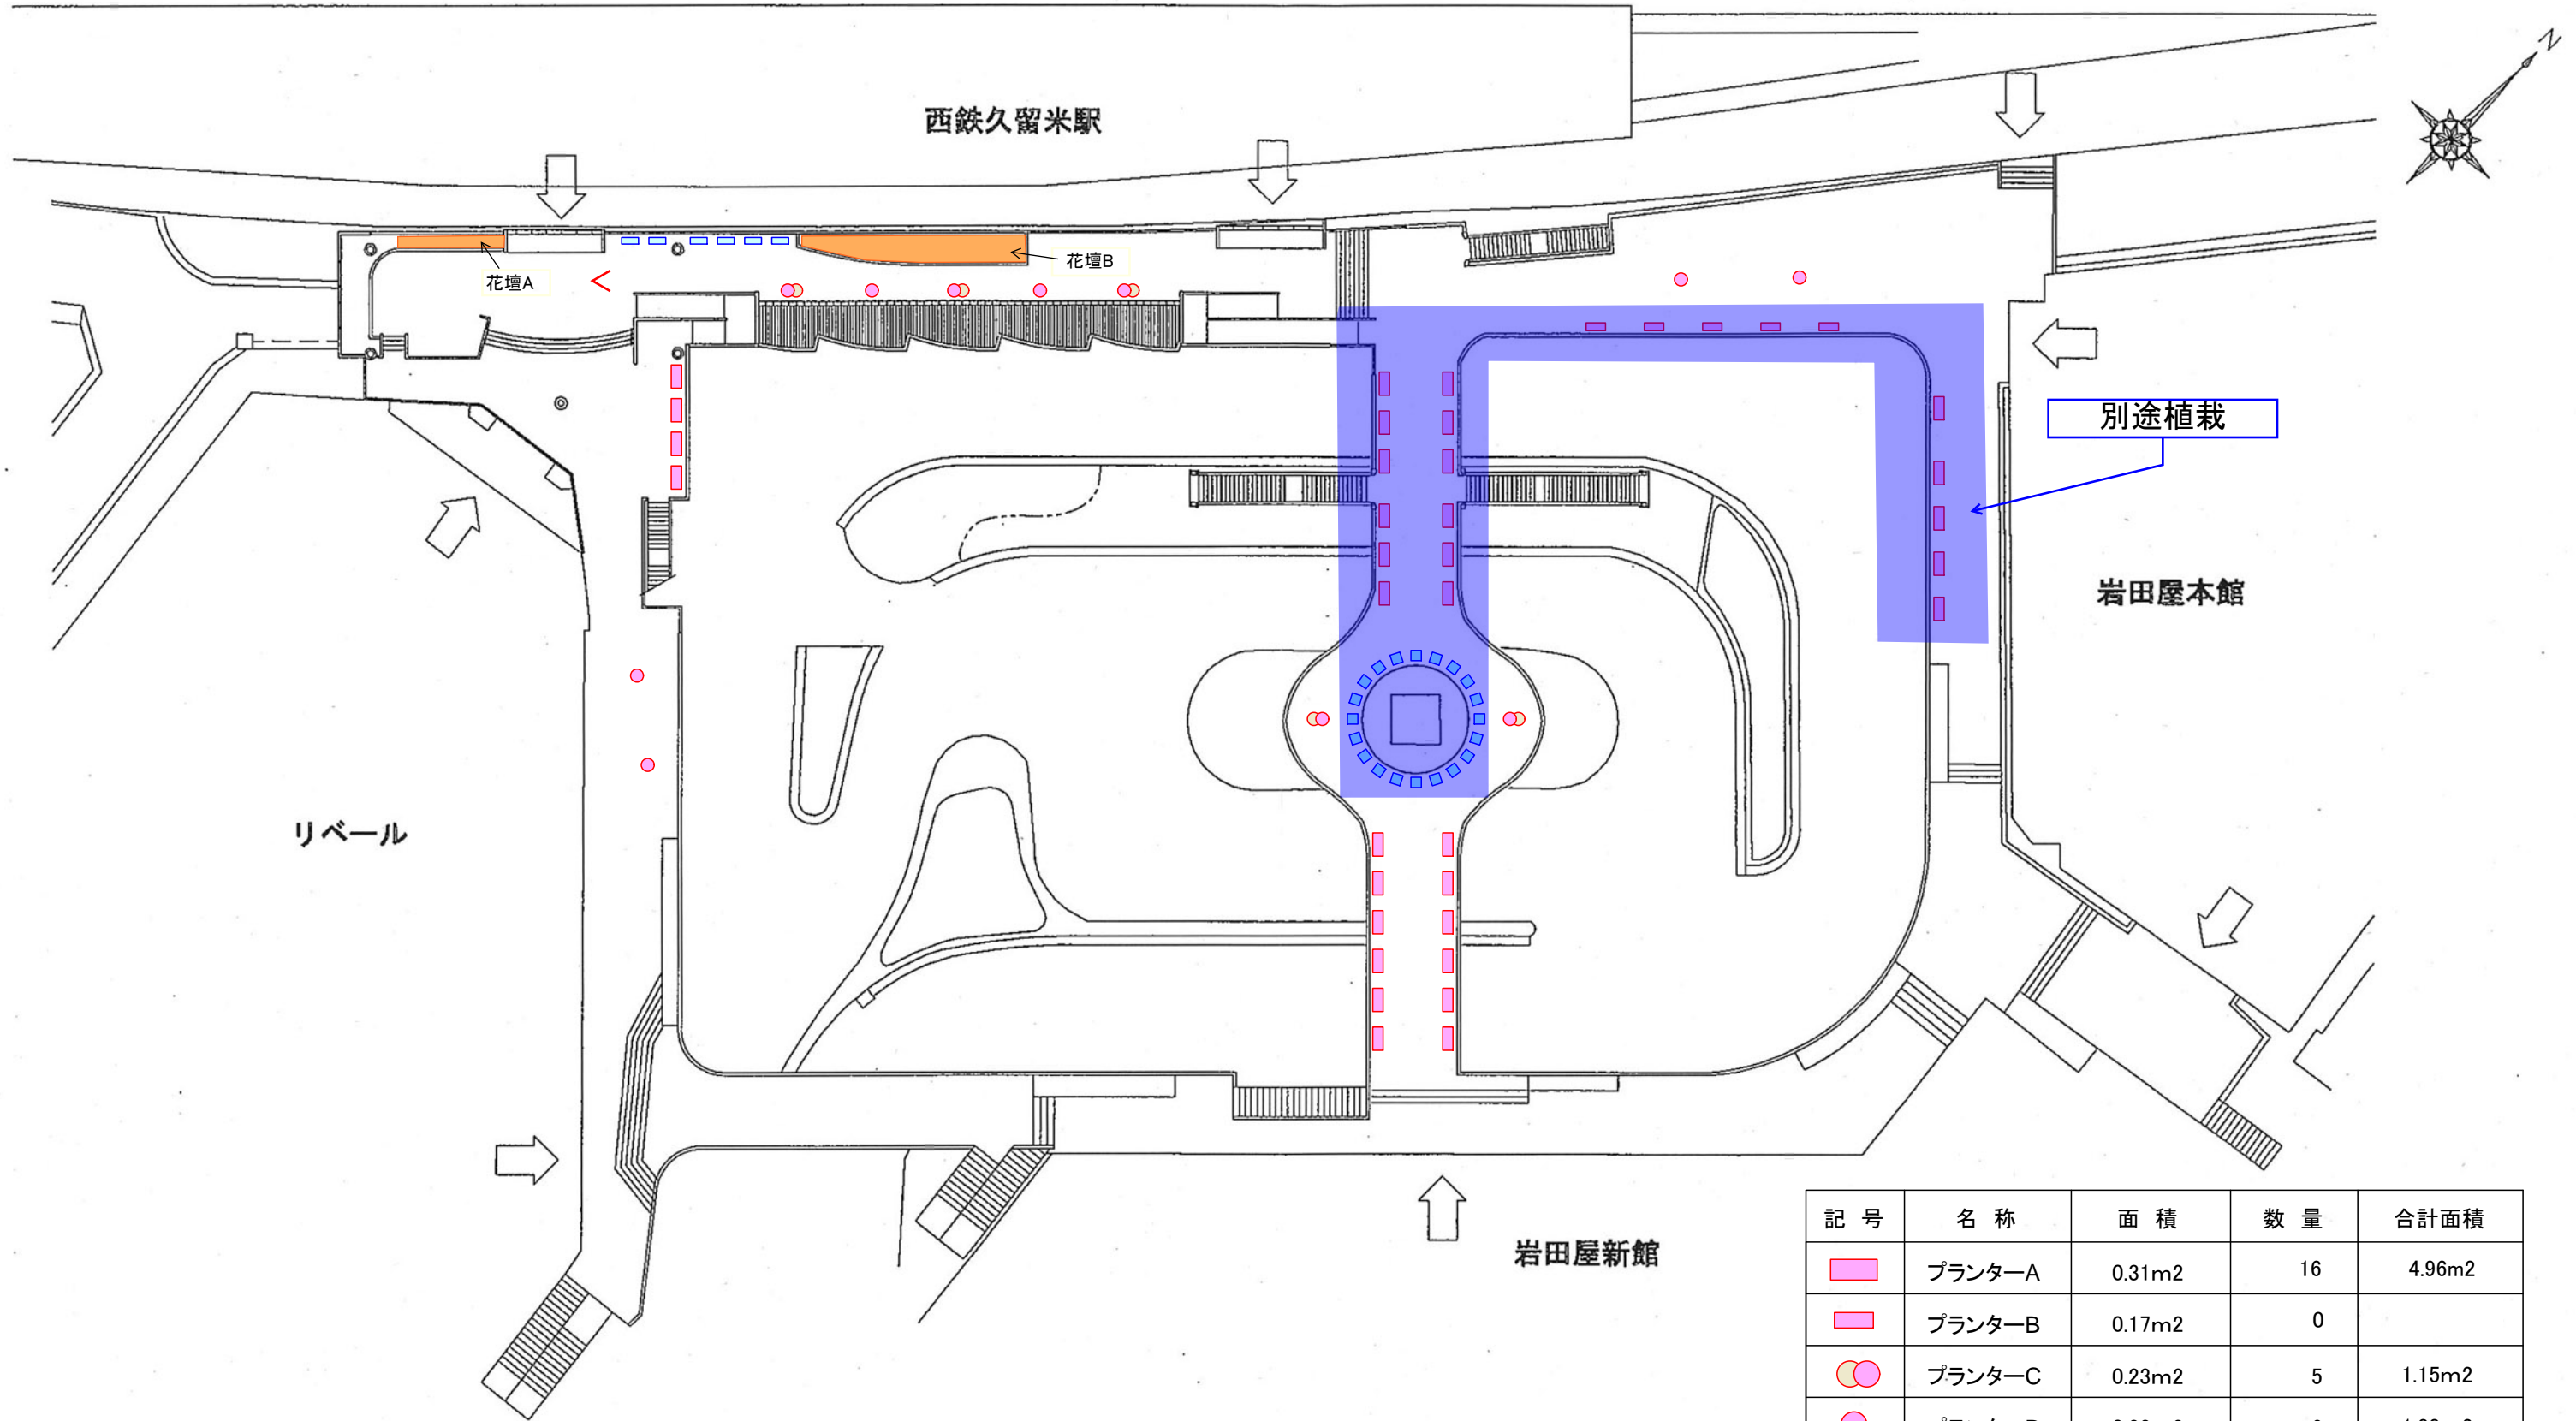 N
西鉄久留米駅
花壇A
花壇B
別途植栽
岩田屋本館
リベール
岩田屋新館
記 号 名 称 面 積 数 量 合計面積
プランターA 0.31m2 16 4.96m2
プランターB 0.17m2 0
プランターC 0.23m2 5 1.15m2